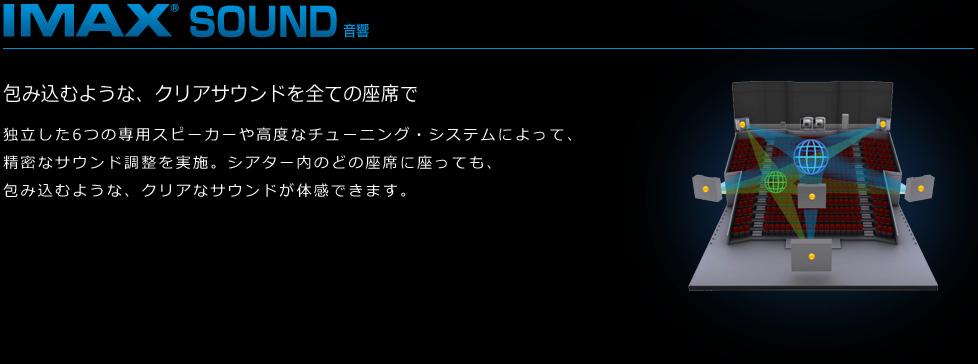 IMAX® SOUND 音響
包み込むような、クリアサウンドを全ての座席で
独立した6つの専用スピーカーや高度なチューニング・システムによって、
精密なサウンド調整を実施。シアター内のどの座席に座っても、
包み込むような、クリアなサウンドが体感できます。